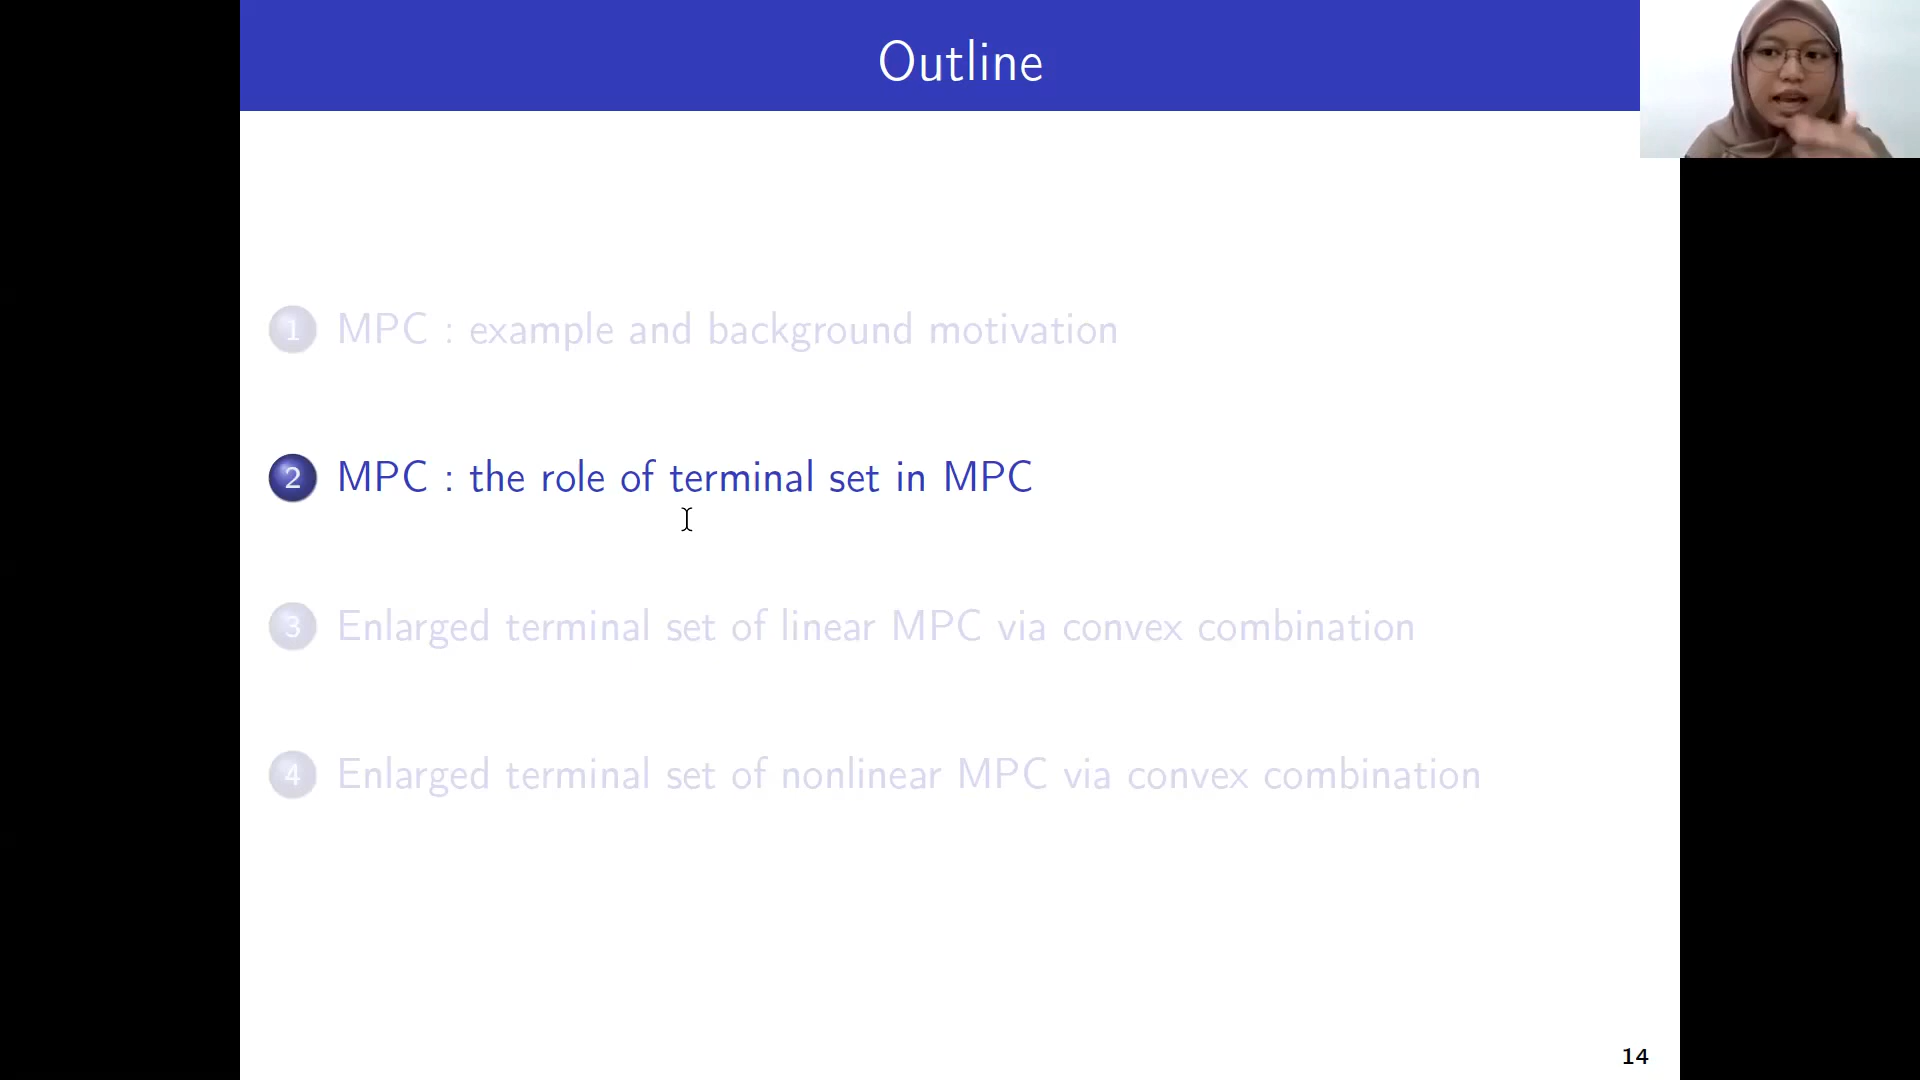 Outline
1 MPC : example and background motivation
2 MPC : the role of terminal set in MPC
3 Enlarged terminal set of linear MPC via convex combination
4 Enlarged terminal set of nonlinear MPC via convex combination
14